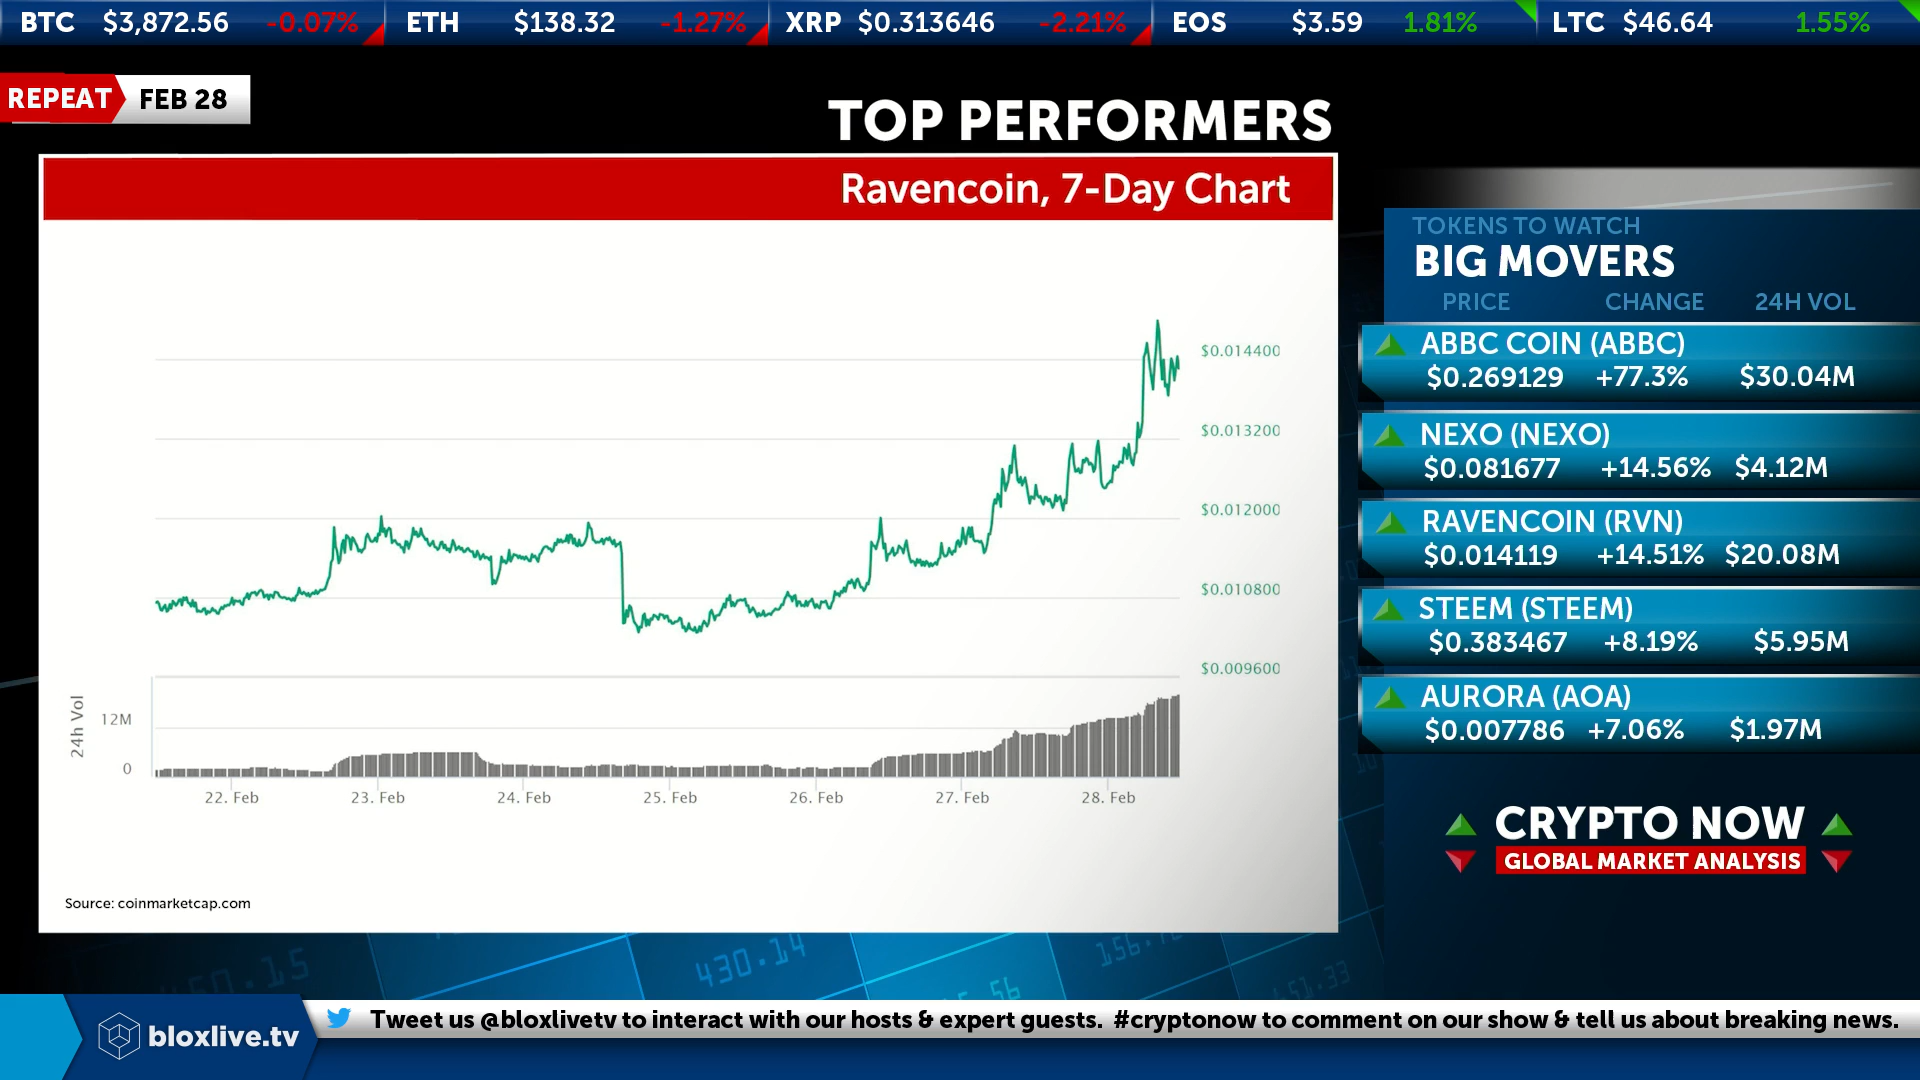 BTC $3,872.56 -0.07% ETH $138.32 -1.27% XRP $0.313646 -2.21% EOS $3.59 1.81% LTC $46.64 1.55%
REPEAT FEB 28
TOP PERFORMERS
Ravencoin, 7-Day Chart
$0.014400
$0.013200
$0.012000
$0.010800
$0.009600
24h Vol
12M
0
22. Feb 23. Feb 24. Feb 25. Feb 26. Feb 27. Feb 28. Feb
Source: coinmarketcap.com
TOKENS TO WATCH
BIG MOVERS
PRICE CHANGE 24H VOL
ABBC COIN (ABBC)
$0.269129 +77.3% $30.04M
NEXO (NEXO)
$0.081677 +14.56% $4.12M
RAVENCOIN (RVN)
$0.014119 +14.51% $20.08M
STEEM (STEEM)
$0.383467 +8.19% $5.95M
AURORA (AOA)
$0.007786 +7.06% $1.97M
CRYPTO NOW
GLOBAL MARKET ANALYSIS
430.14
bloxlive.tv
Tweet us @bloxlivetv to interact with our hosts & expert guests. #cryptonow to comment on our show & tell us about breaking news.